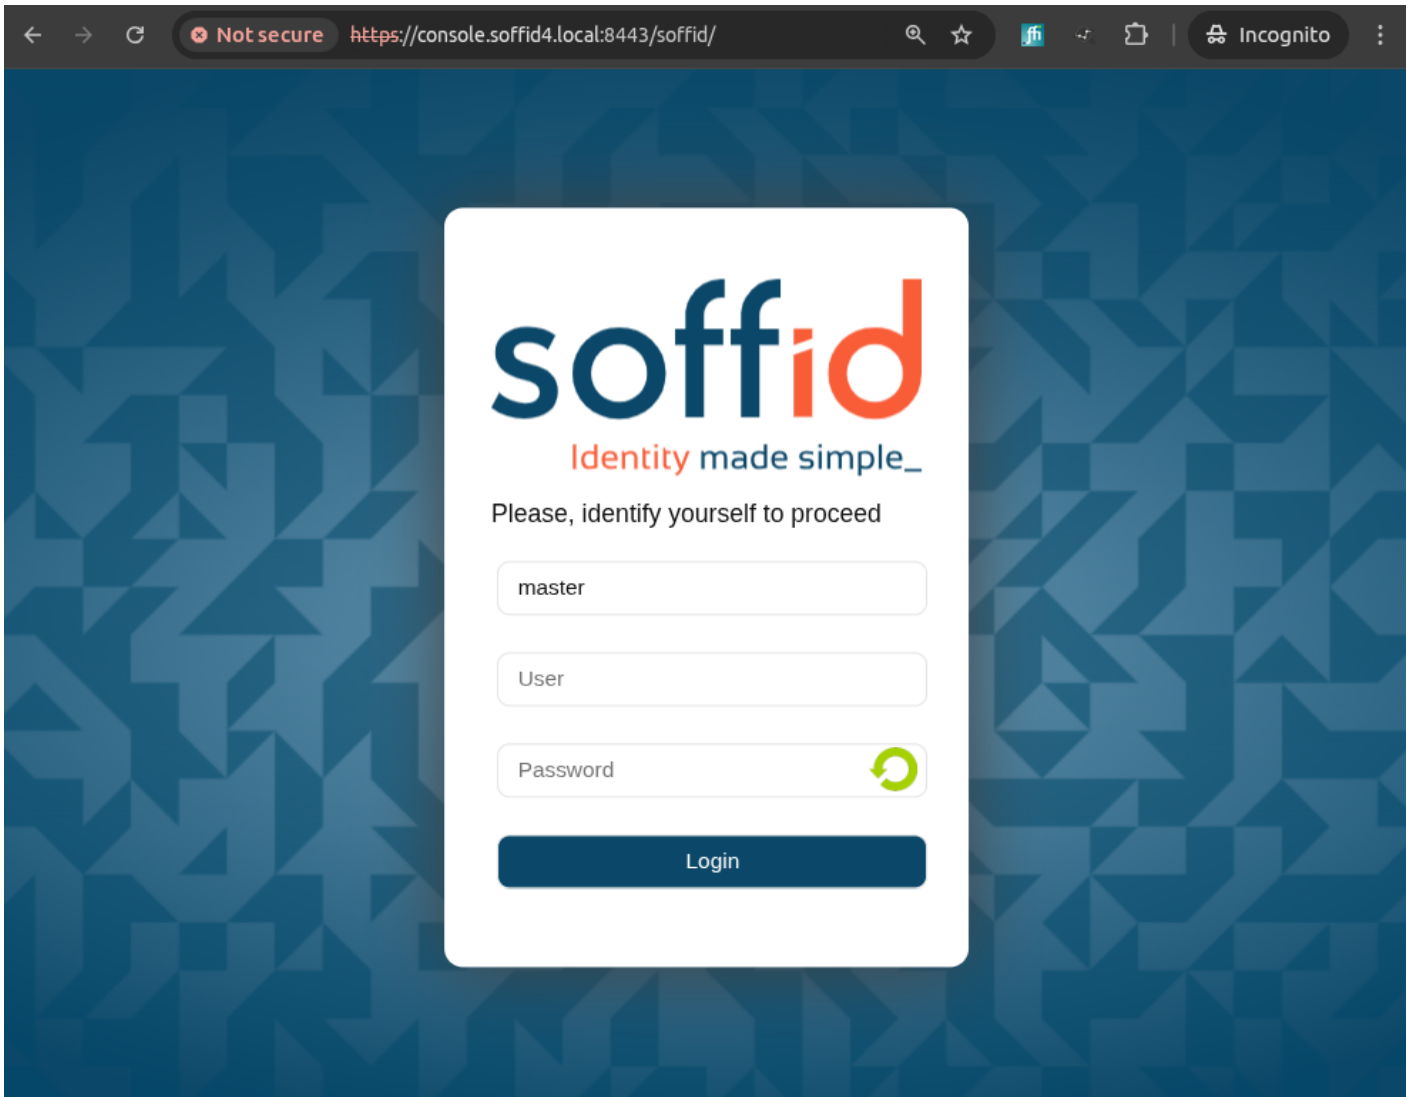 Not secure https://console.soffid4.local:8443/soffid/ Incognito
soffid
Identity made simple_
Please, identify yourself to proceed
master
User
Password
Login